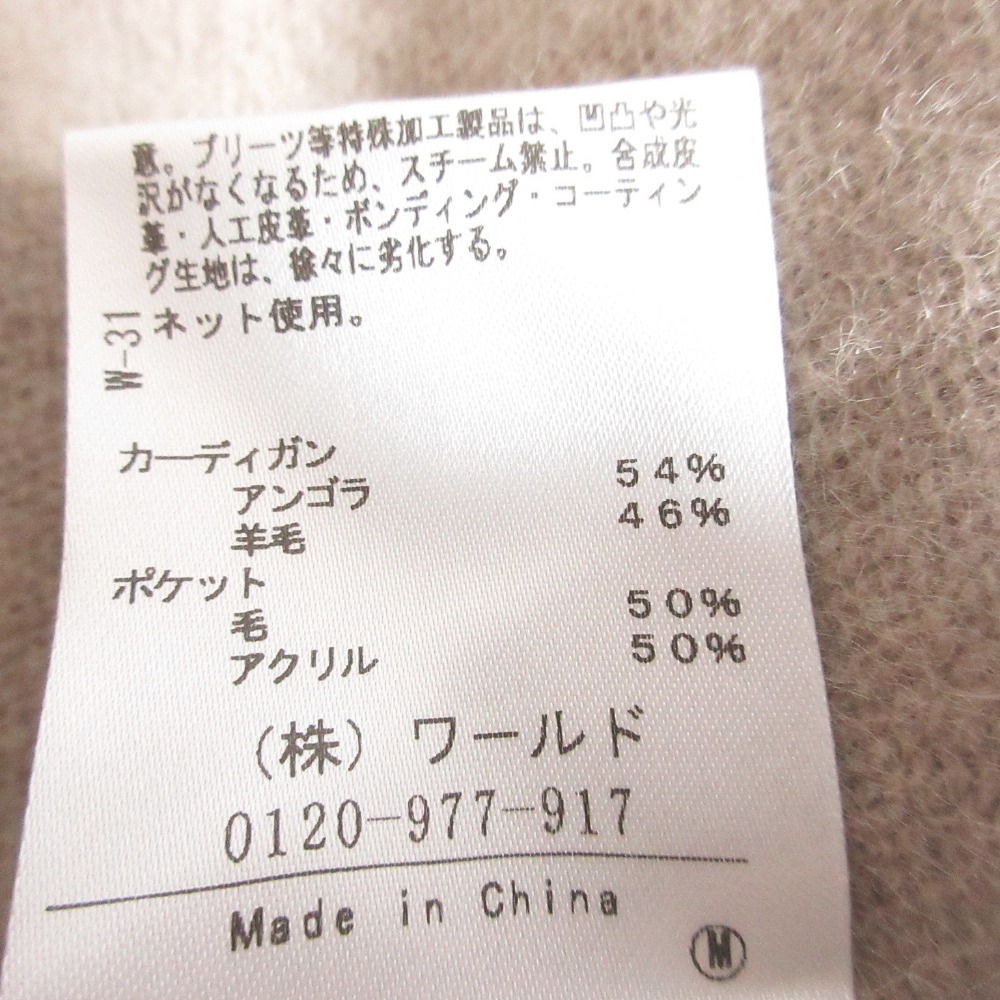 意。プリーツ等特殊加工製品は、凹凸や光
沢がなくなるため、スチーム禁止。合成皮
革・人工皮革・ボンディング・コーティン
グ生地は、徐々に劣化する。
ネット使用。
W-31
カーディガン
アンゴラ 54%
羊毛 46%
ポケット
毛 50%
アクリル 50%
(株) ワールド
0120-977-917
Made in China
M